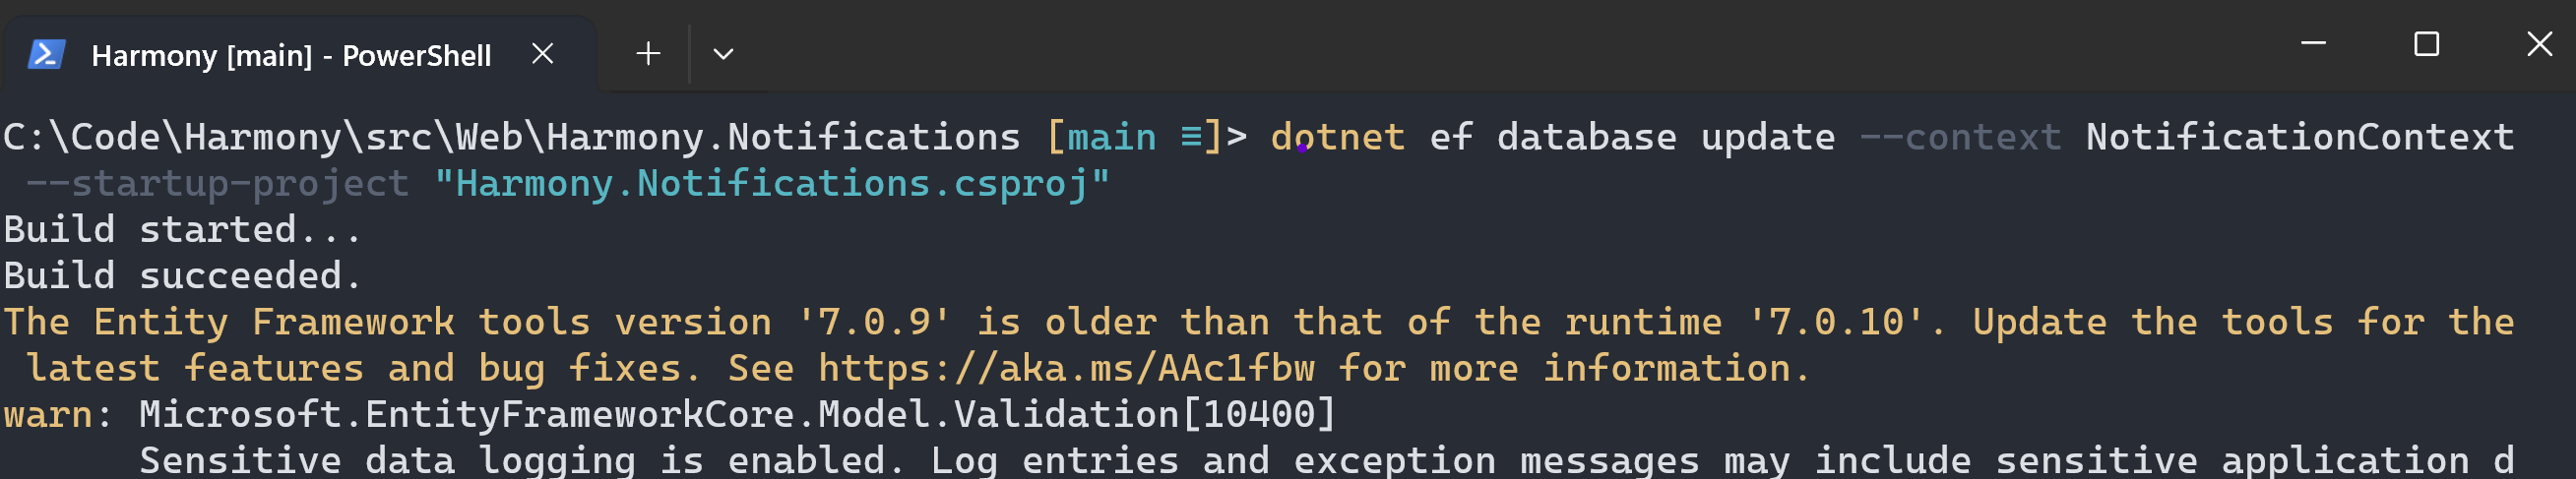 Harmony [main] - PowerShell
C:\Code\Harmony\src\Web\Harmony.Notifications [main ≡]> dotnet ef database update --context NotificationContext
--startup-project "Harmony.Notifications.csproj"
Build started...
Build succeeded.
The Entity Framework tools version '7.0.9' is older than that of the runtime '7.0.10'. Update the tools for the
latest features and bug fixes. See https://aka.ms/AAc1fbw for more information.
warn: Microsoft.EntityFrameworkCore.Model.Validation[10400]
Sensitive data logging is enabled. Log entries and exception messages may include sensitive application d